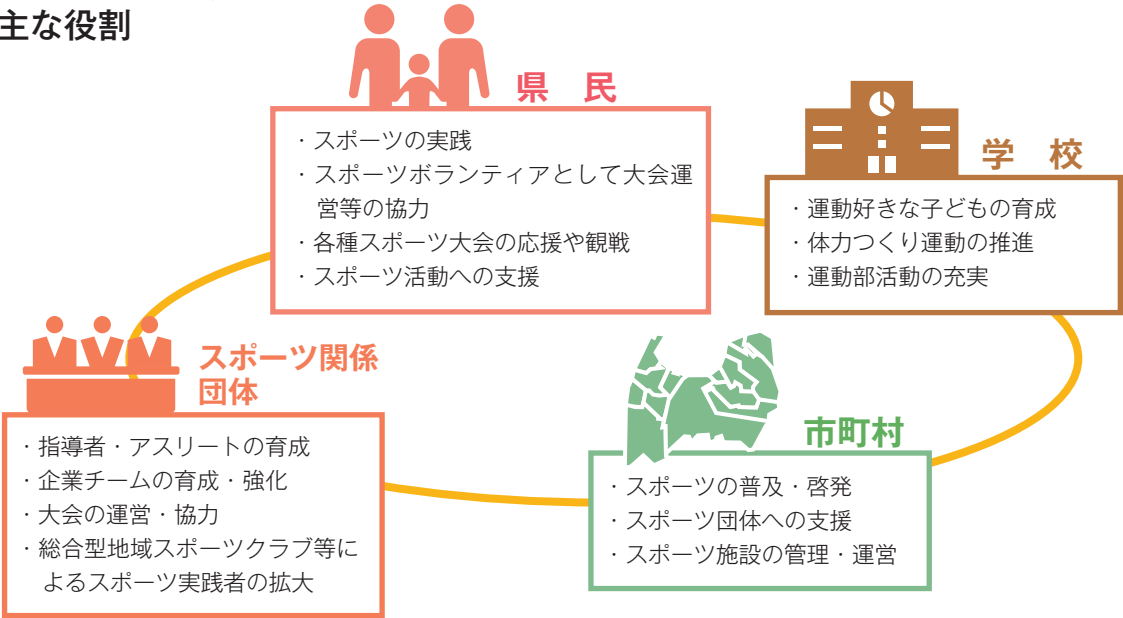 主な役割
県 民
・スポーツの実践
・スポーツボランティアとして大会運
営等の協力
・各種スポーツ大会の応援や観戦
・スポーツ活動への支援
学 校
・運動好きな子どもの育成
・体力つくり運動の推進
・運動部活動の充実
スポーツ関係
団体
・指導者・アスリートの育成
・企業チームの育成・強化
・大会の運営・協力
・総合型地域スポーツクラブ等に
よるスポーツ実践者の拡大
市町村
・スポーツの普及・啓発
・スポーツ団体への支援
・スポーツ施設の管理・運営